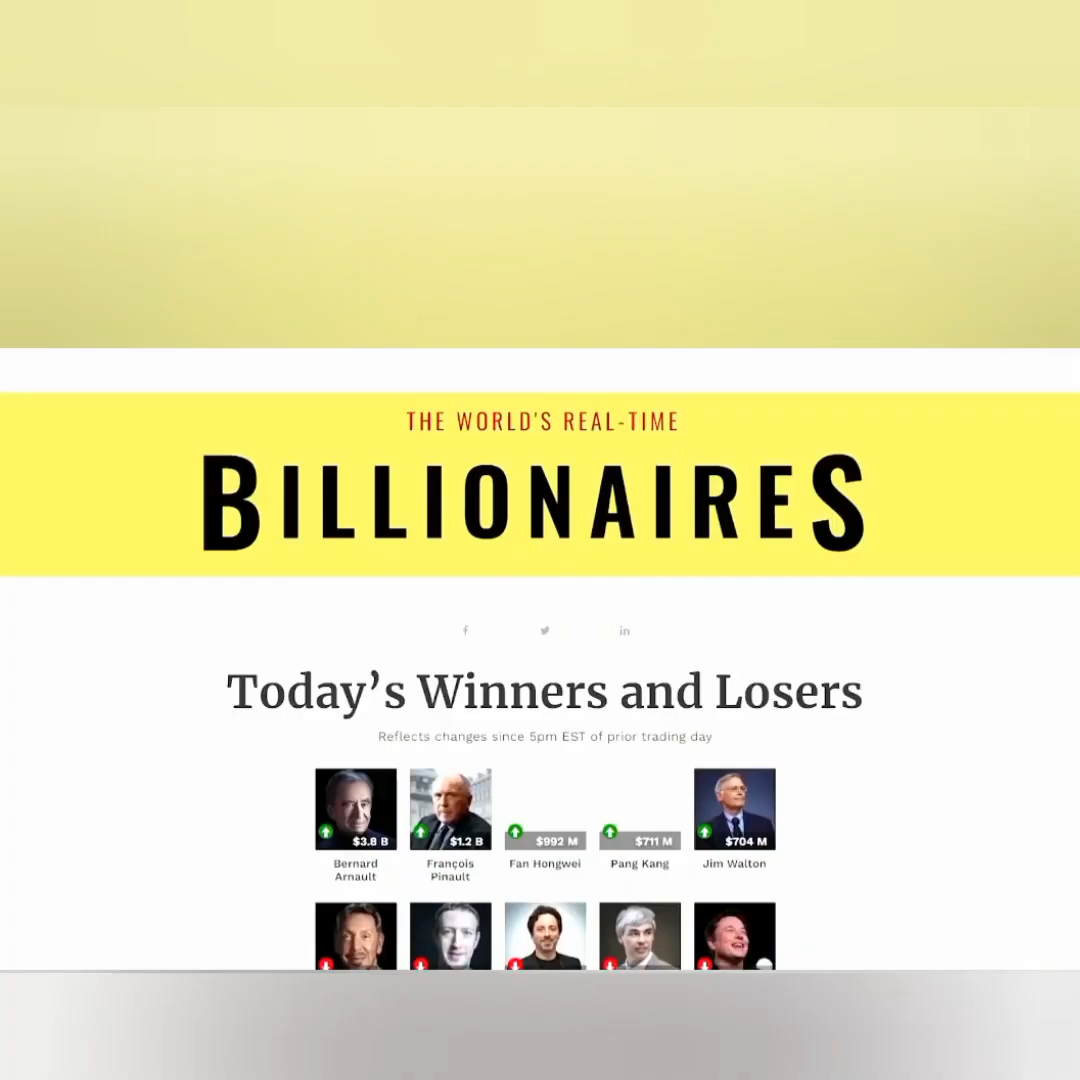 THE WORLD'S REAL-TIME
BILLIONAIRES
f
in
Today's Winners and Losers
Reflects changes since 5pm EST of prior trading day
$3.8 B $1.2 B $992 M $711 M $704 M
Bernard Arnault François Pinault Fan Hongwei Pang Kang Jim Walton